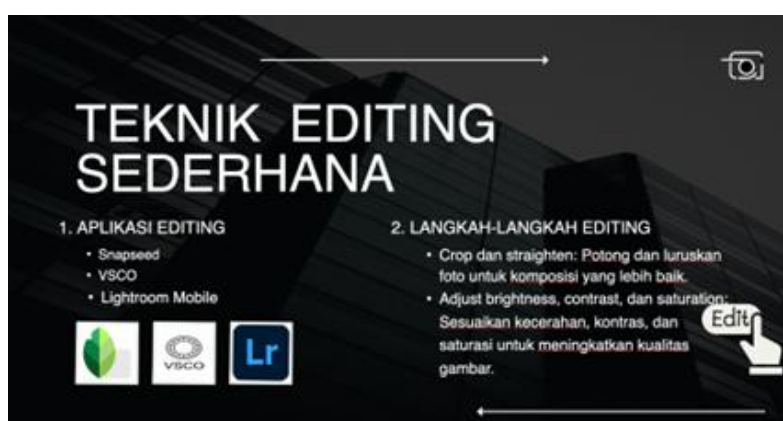 TEKNIK EDITING
SEDERHANA
1. APLIKASI EDITING
• Snapseed
• VSCO
• Lightroom Mobile
VSCO
Lr
2. LANGKAH-LANGKAH EDITING
• Crop dan straighten: Potong dan luruskan
foto untuk komposisi yang lebih baik.
• Adjust brightness, contrast, dan saturation:
Sesuaikan kecerahan, kontras, dan
saturasi untuk meningkatkan kualitas
gambar.
Edit